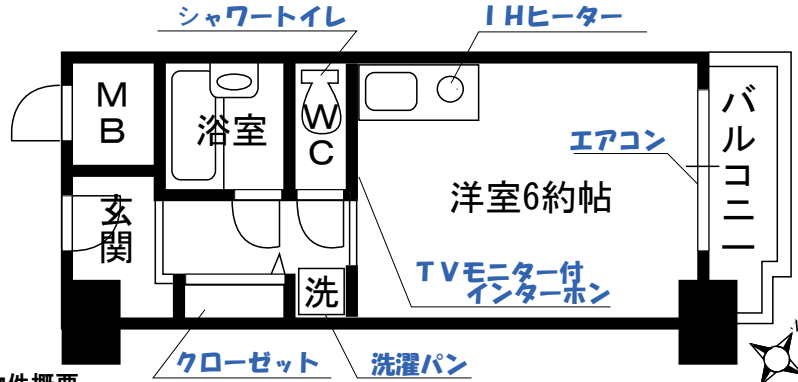 シャワートイレ
IHヒーター
MB
浴室
WC
バルコニー
エアコン
洋室6約帖
玄関
TVモニター付
インターホン
洗
クローゼット
洗濯パン